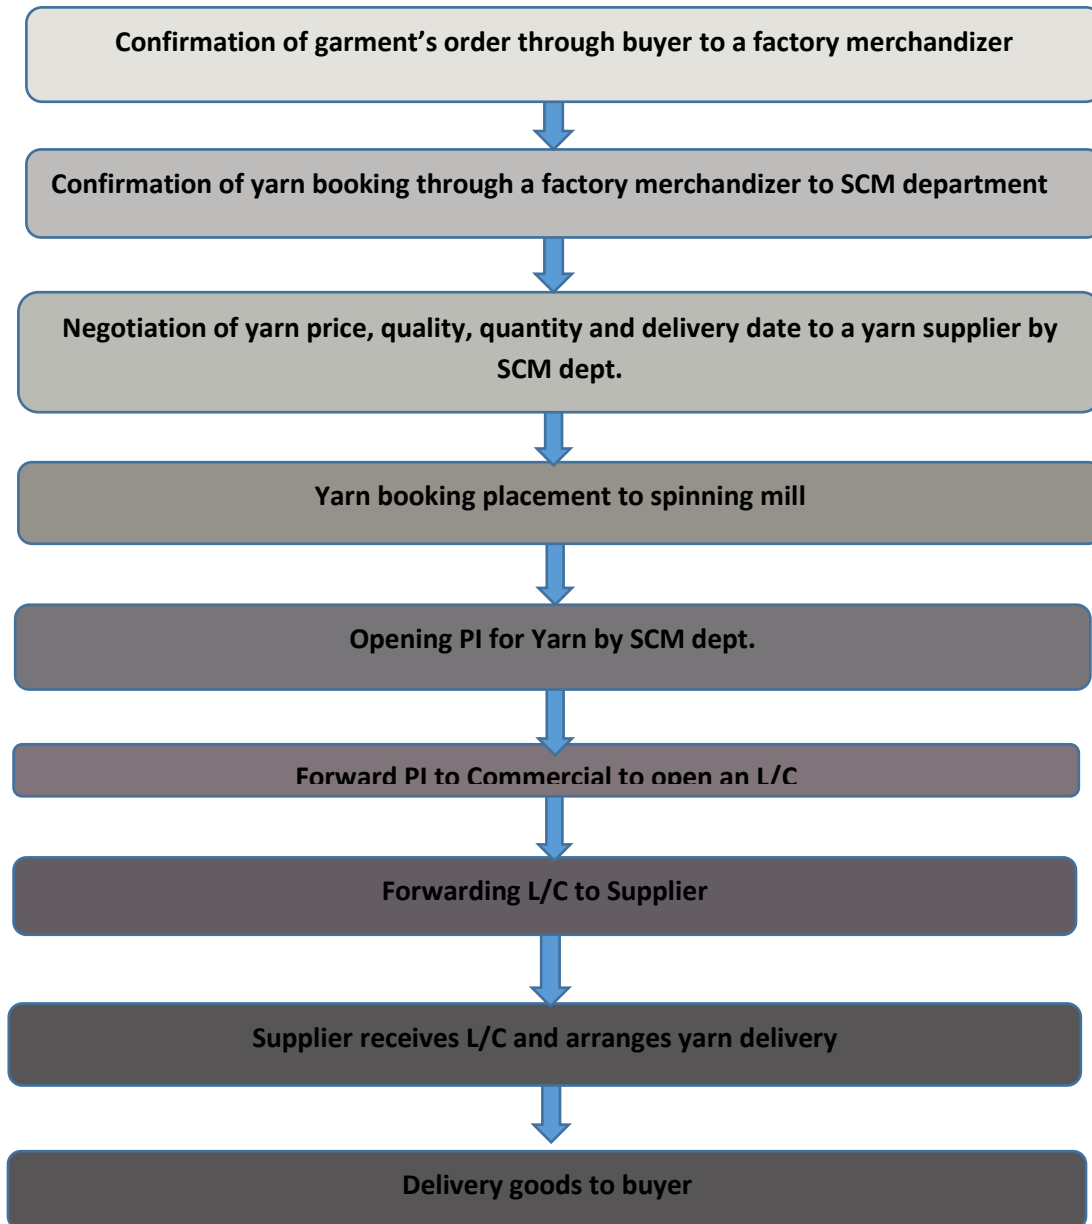 Confirmation of garment’s order through buyer to a factory merchandizer
Confirmation of yarn booking through a factory merchandizer to SCM department
Negotiation of yarn price, quality, quantity and delivery date to a yarn supplier by
SCM dept.
Yarn booking placement to spinning mill
Opening PI for Yarn by SCM dept.
Forward PI to Commercial to open an L/C
Forwarding L/C to Supplier
Supplier receives L/C and arranges yarn delivery
Delivery goods to buyer